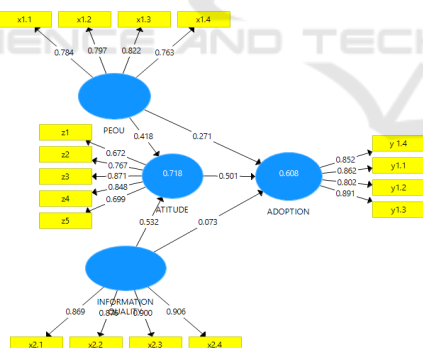 x1.1 x1.2 x1.3 x1.4
IENCE AND TECH
0.784 0.797 0.822 0.763
PEOU
0.418 0.271
z1
z2
z3
z4
z5
0.672
0.767
0.871
0.848
0.699
0.718
ATITUDE
0.501
0.608
ADOPTION
0.852
0.862
0.802
0.891
y 1.4
y1.1
y1.2
y1.3
0.532 0.073
INFORMATION
QUALITY
0.869 0.900 0.906
x2.1 x2.2 x2.3 x2.4